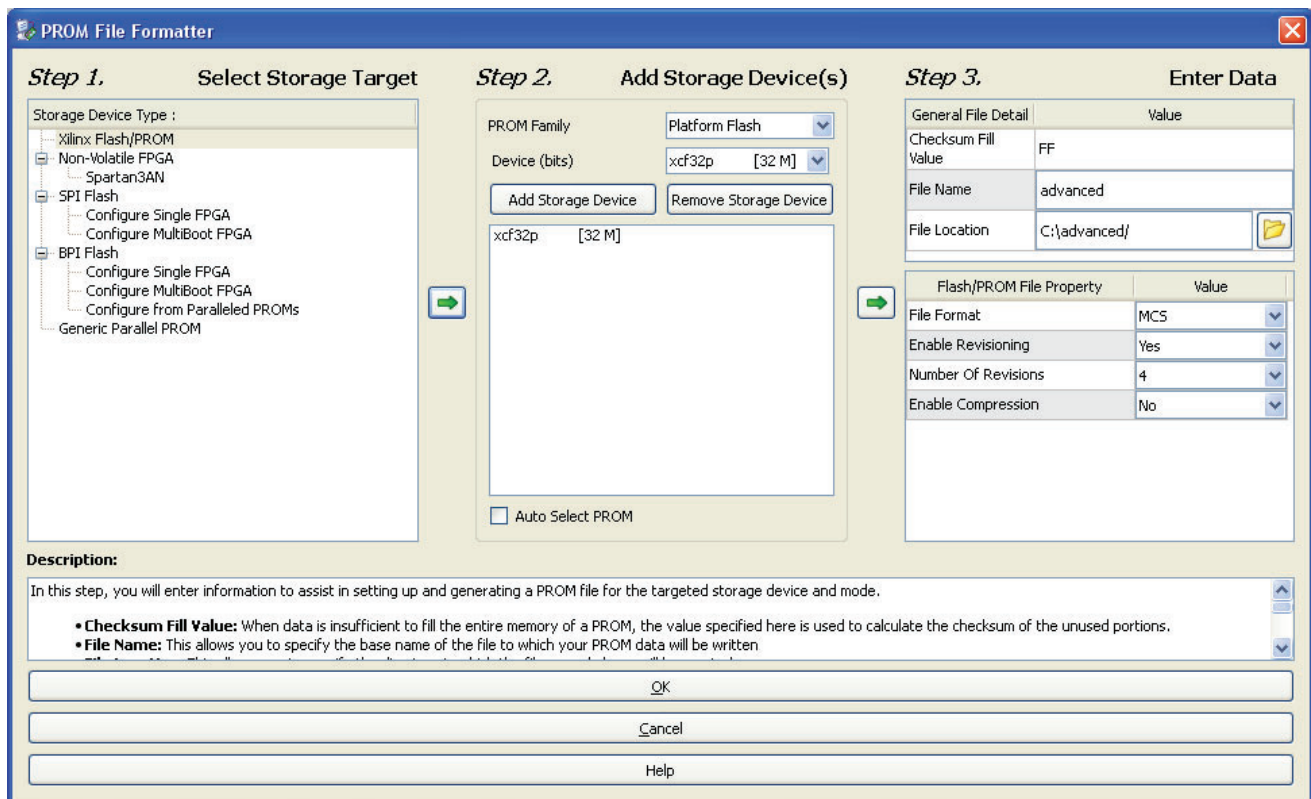 PROM File Formatter
Step 1. Select Storage Target
Storage Device Type :
Xilinx Flash/PROM
Non-Volatile FPGA
Spartan3AN
SPI Flash
Configure Single FPGA
Configure MultiBoot FPGA
BPI Flash
Configure Single FPGA
Configure MultiBoot FPGA
Configure from Paralleled PROMs
Generic Parallel PROM
Step 2. Add Storage Device(s)
PROM Family Platform Flash
Device (bits) xcf32p [32 M]
Add Storage Device Remove Storage Device
xcf32p [32 M]
Auto Select PROM
Step 3. Enter Data
General File Detail Value
Checksum Fill
Value FF
File Name advanced
File Location C:\advanced/
Flash/PROM File Property Value
File Format MCS
Enable Revisioning Yes
Number Of Revisions 4
Enable Compression No
Description:
In this step, you will enter information to assist in setting up and generating a PROM file for the targeted storage device and mode.
• Checksum Fill Value: When data is insufficient to fill the entire memory of a PROM, the value specified here is used to calculate the checksum of the unused portions.
• File Name: This allows you to specify the base name of the file to which your PROM data will be written
OK
Cancel
Help